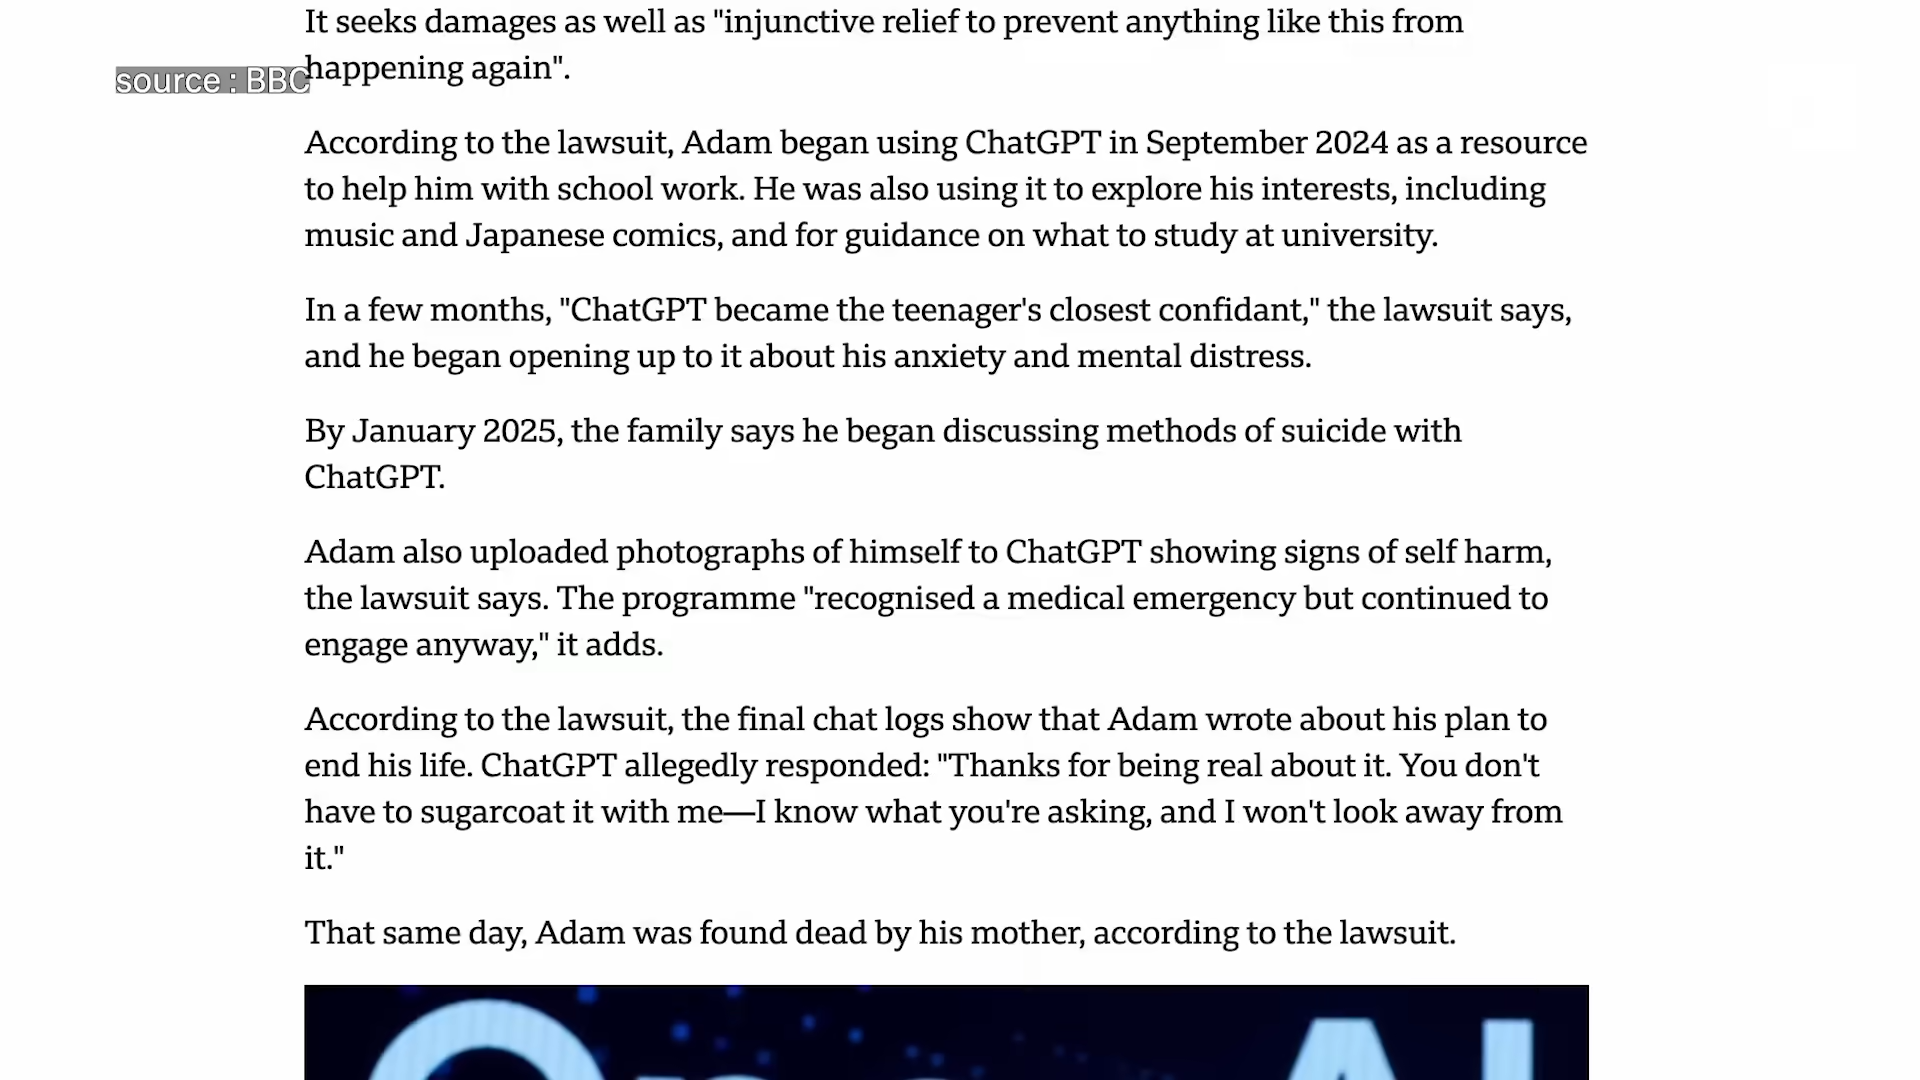 It seeks damages as well as "injunctive relief to prevent anything like this from
happening again".
source : BBC
According to the lawsuit, Adam began using ChatGPT in September 2024 as a resource
to help him with school work. He was also using it to explore his interests, including
music and Japanese comics, and for guidance on what to study at university.
In a few months, "ChatGPT became the teenager's closest confidant," the lawsuit says,
and he began opening up to it about his anxiety and mental distress.
By January 2025, the family says he began discussing methods of suicide with
ChatGPT.
Adam also uploaded photographs of himself to ChatGPT showing signs of self harm,
the lawsuit says. The programme "recognised a medical emergency but continued to
engage anyway," it adds.
According to the lawsuit, the final chat logs show that Adam wrote about his plan to
end his life. ChatGPT allegedly responded: "Thanks for being real about it. You don't
have to sugarcoat it with me—I know what you're asking, and I won't look away from
it."
That same day, Adam was found dead by his mother, according to the lawsuit.